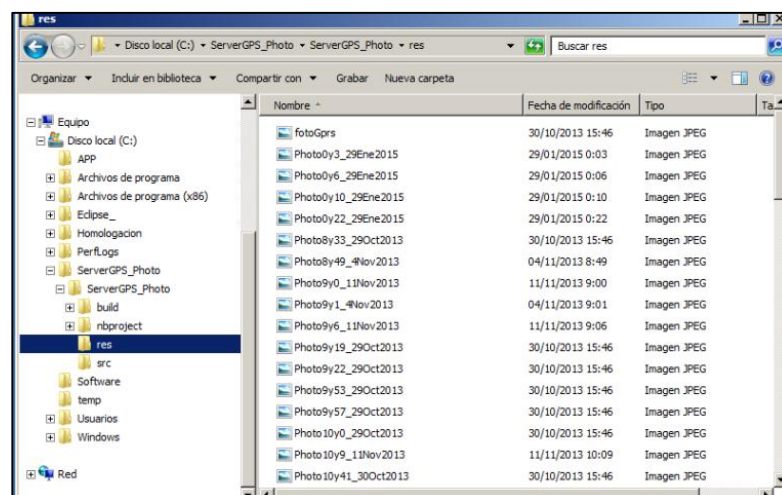 res
Disco local (C:) ServerGPS_Photo ServerGPS_Photo res
Buscar res
Organizar Incluir en biblioteca Compartir con Grabar Nueva carpeta
Equipo
Disco local (C:)
APP
Archivos de programa
Archivos de programa (x86)
Eclipse_
Homologacion
PerfLogs
ServerGPS_Photo
ServerGPS_Photo
build
nbproject
res
src
Software
temp
Usuarios
Windows
Red
Nombre Fecha de modificación Tipo Ta
fotoGprs 30/10/2013 15:46 Imagen JPEG
Photo0y3_29Ene2015 29/01/2015 0:03 Imagen JPEG
Photo0y6_29Ene2015 29/01/2015 0:06 Imagen JPEG
Photo0y10_29Ene2015 29/01/2015 0:10 Imagen JPEG
Photo0y22_29Ene2015 29/01/2015 0:22 Imagen JPEG
Photo8y33_29Oct2013 30/10/2013 15:46 Imagen JPEG
Photo8y49_4Nov2013 04/11/2013 8:49 Imagen JPEG
Photo9y0_11Nov2013 11/11/2013 9:00 Imagen JPEG
Photo9y1_4Nov2013 04/11/2013 9:01 Imagen JPEG
Photo9y6_11Nov2013 11/11/2013 9:06 Imagen JPEG
Photo9y19_29Oct2013 30/10/2013 15:46 Imagen JPEG
Photo9y22_29Oct2013 30/10/2013 15:46 Imagen JPEG
Photo9y53_29Oct2013 30/10/2013 15:46 Imagen JPEG
Photo9y57_29Oct2013 30/10/2013 15:46 Imagen JPEG
Photo10y0_29Oct2013 30/10/2013 15:46 Imagen JPEG
Photo10y9_11Nov2013 11/11/2013 10:09 Imagen JPEG
Photo10y41_30Oct2013 30/10/2013 15:46 Imagen JPEG